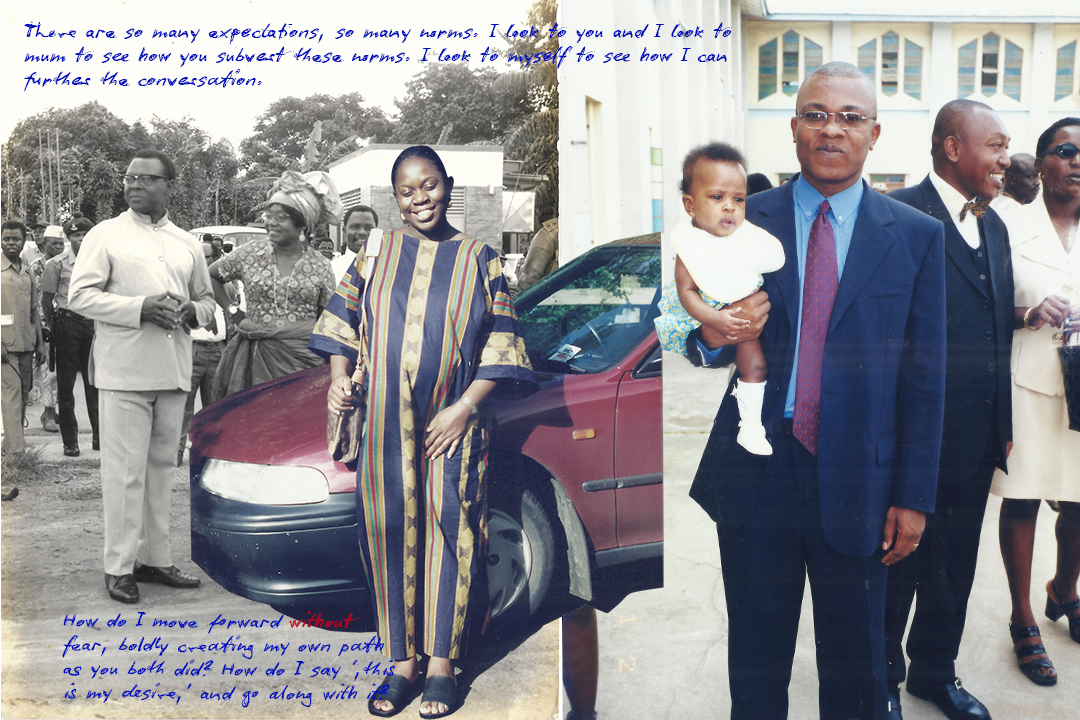 There are so many expectations, so many norms. I look to you and I look to
mum to see how you subvert these norms. I look to myself to see how I can
further the conversation.
How do I move forward without
fear, boldly creating my own path
as you both did? How do I say ', this
is my desire,' and go along with it?